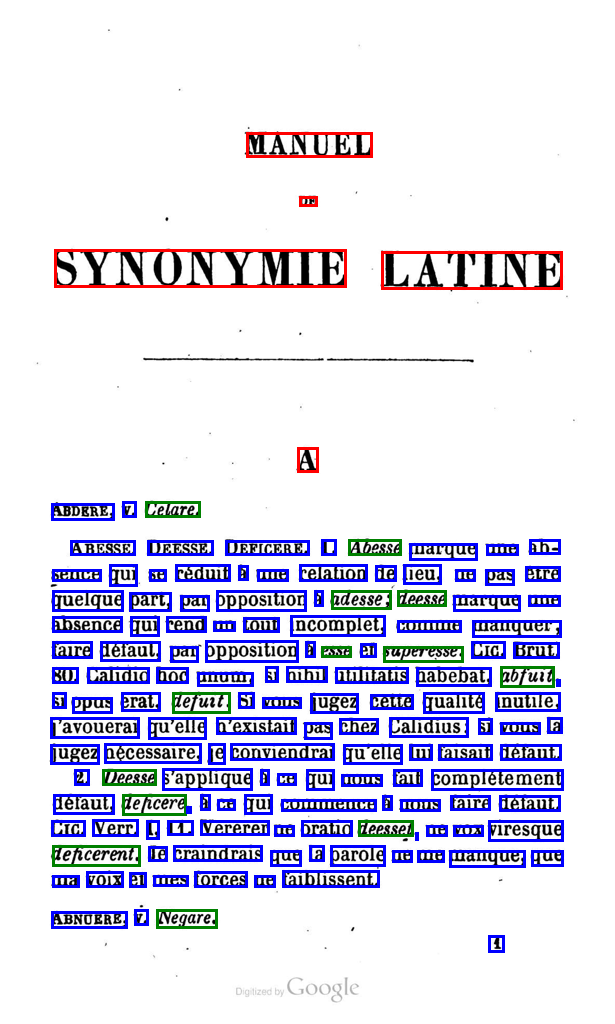 MANUEL
DE
SYNONYMIE LATINE
A
ABDERE, v. Celare.
ABESSE, DEESSE, DEFICERE. 1. Abesse marque une ab-
sence qui se réduit à une relation de lieu, ne pas être
quelque part, par opposition à adesse; deesse marque une
absence qui rend un tout incomplet, comme manquer,
faire défaut, par opposition à esse et superesse. CIC. Brut.
80. Calidio hoc unum, si nihil utilitatis habebat, abfuit,
si opus erat, defuit. Si vous jugez cette qualité inutile,
j'avouerai qu'elle n'existait pas chez Calidius; si vous la
jugez nécessaire, je conviendrai qu'elle lui faisait défaut.
2. Deesse s'applique à ce qui nous fait complétement
défaut, deficere, à ce qui commence à nous faire défaut.
CIC. Verr. I, 11. Vererer ne oratio deesset, ne vox viresque
deficerent. Je craindrais que la parole ne me manque, que
ma voix et mes forces ne faiblissent.
ABNUERE, v. Negare.
1
Digitized by Google